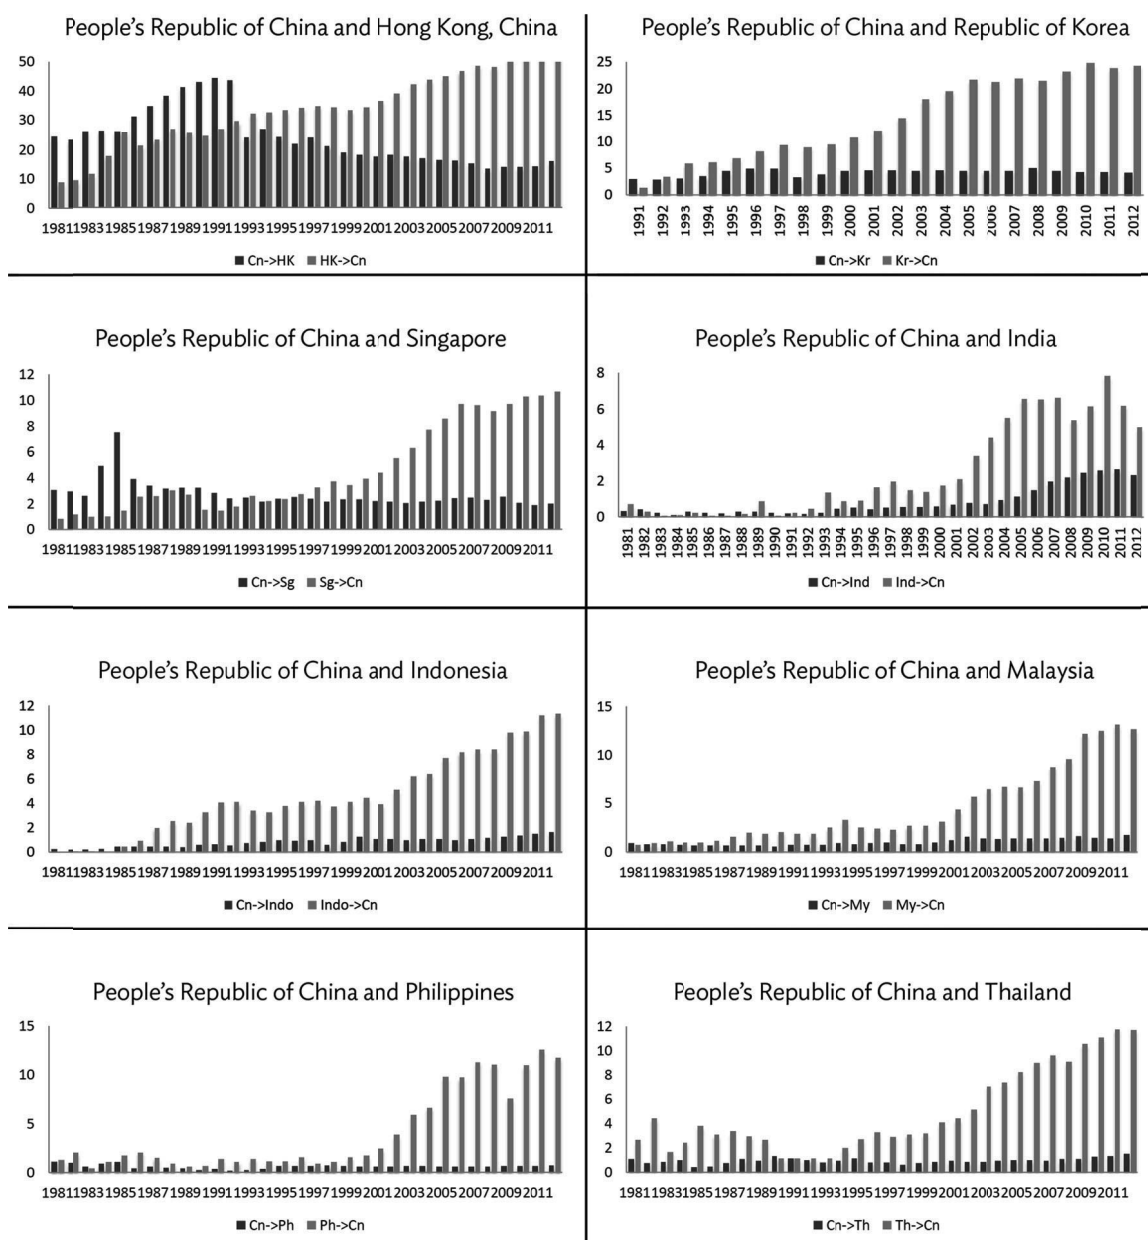 People's Republic of China and Hong Kong, China
50
40
30
20
10
0
1981 1983 1985 1987 1989 1991 1993 1995 1997 1999 2001 2003 2005 2007 2009 2011
Cn->HK HK->Cn
People's Republic of China and Republic of Korea
25
20
15
10
5
0
1991 1992 1993 1994 1995 1996 1997 1998 1999 2000 2001 2002 2003 2004 2005 2006 2007 2008 2009 2010 2011 2012
Cn->Kr Kr->Cn
People's Republic of China and Singapore
12
10
8
6
4
2
0
1981 1983 1985 1987 1989 1991 1993 1995 1997 1999 2001 2003 2005 2007 2009 2011
Cn->Sg Sg->Cn
People's Republic of China and India
8
6
4
2
0
1981 1982 1983 1984 1985 1986 1987 1988 1989 1990 1991 1992 1993 1994 1995 1996 1997 1998 1999 2000 2001 2002 2003 2004 2005 2006 2007 2008 2009 2010 2011 2012
Cn->Ind Ind->Cn
People's Republic of China and Indonesia
12
10
8
6
4
2
0
1981 1983 1985 1987 1989 1991 1993 1995 1997 1999 2001 2003 2005 2007 2009 2011
Cn->Indo Indo->Cn
People's Republic of China and Malaysia
15
10
5
0
1981 1983 1985 1987 1989 1991 1993 1995 1997 1999 2001 2003 2005 2007 2009 2011
Cn->My My->Cn
People's Republic of China and Philippines
15
10
5
0
1981 1983 1985 1987 1989 1991 1993 1995 1997 1999 2001 2003 2005 2007 2009 2011
Cn->Ph Ph->Cn
People's Republic of China and Thailand
12
10
8
6
4
2
0
1981 1983 1985 1987 1989 1991 1993 1995 1997 1999 2001 2003 2005 2007 2009 2011
Cn->Th Th->Cn